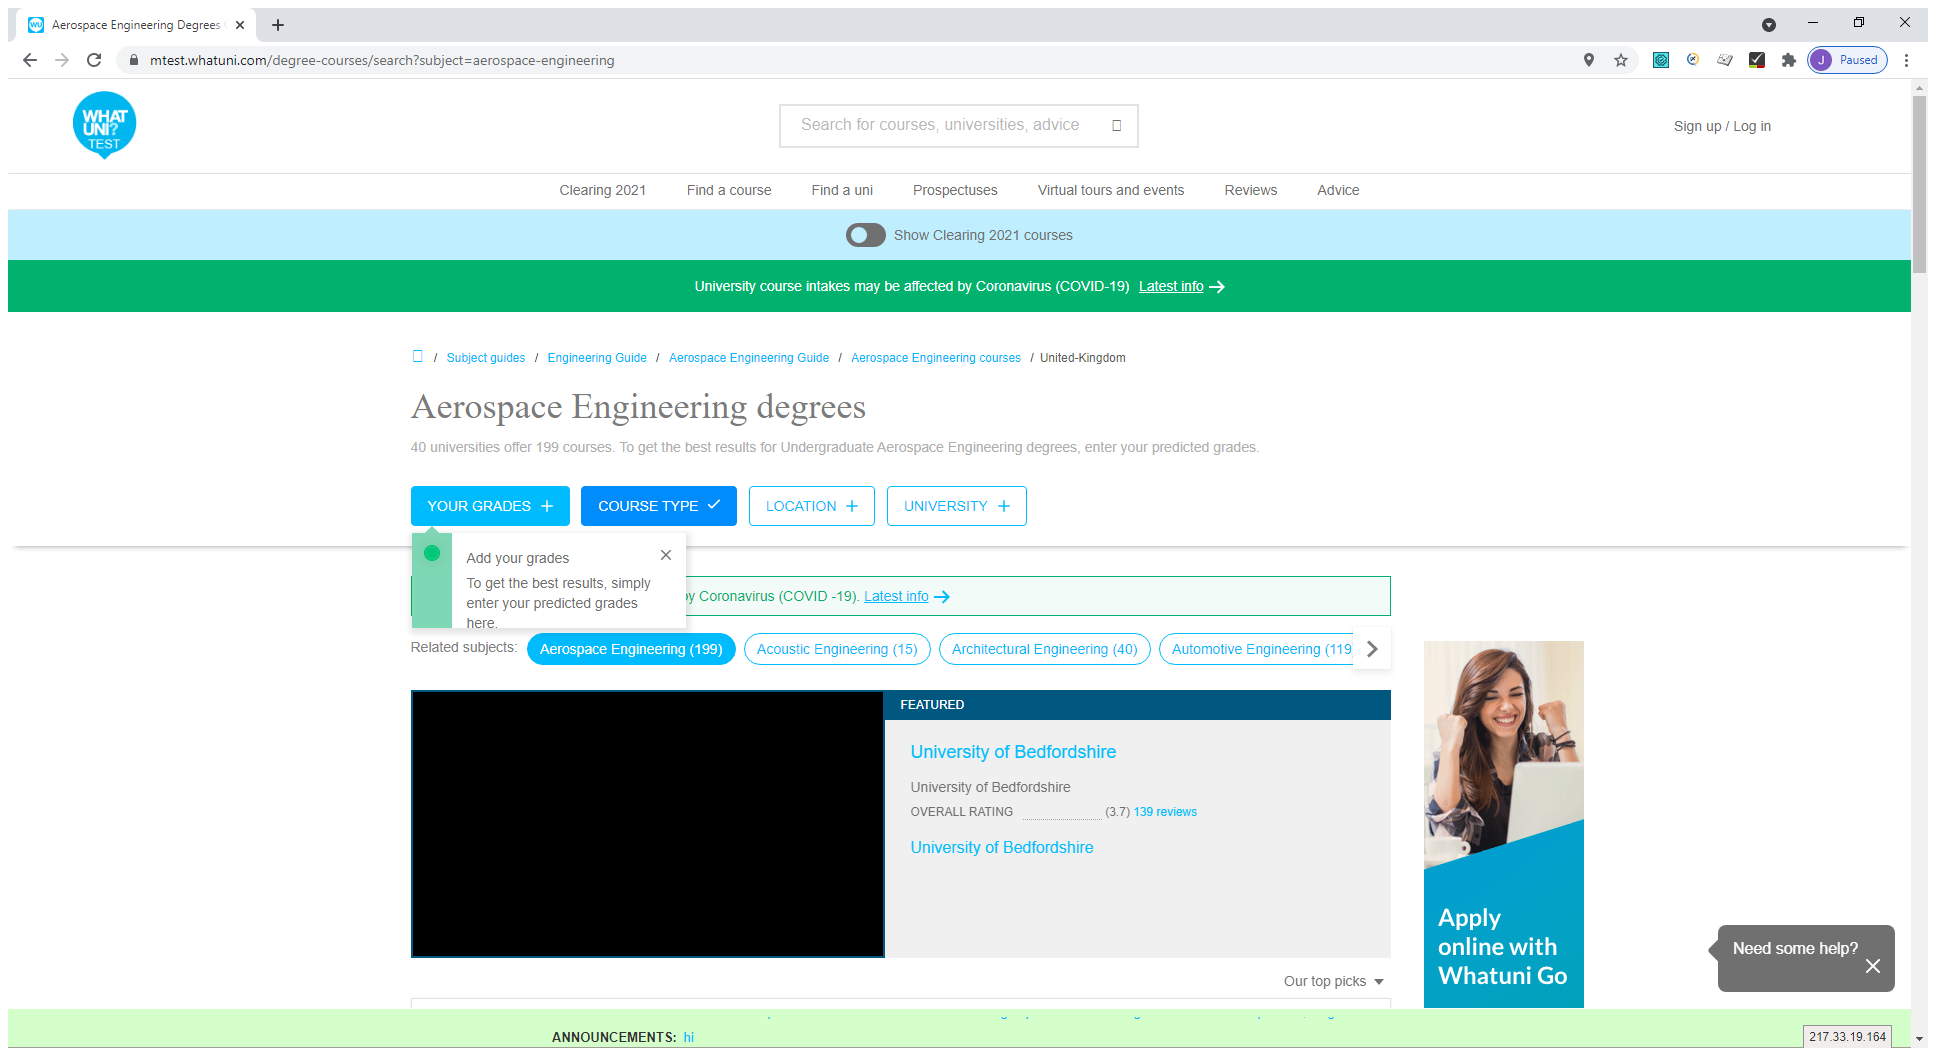 Aerospace Engineering Degrees
mtest.whatuni.com/degree-courses/search?subject=aerospace-engineering
J Paused
WHAT
UNI?
TEST
Search for courses, universities, advice
Sign up / Log in
Clearing 2021 Find a course Find a uni Prospectuses Virtual tours and events Reviews Advice
Show Clearing 2021 courses
University course intakes may be affected by Coronavirus (COVID-19) Latest info
/ Subject guides / Engineering Guide / Aerospace Engineering Guide / Aerospace Engineering courses / United-Kingdom
Aerospace Engineering degrees
40 universities offer 199 courses. To get the best results for Undergraduate Aerospace Engineering degrees, enter your predicted grades.
YOUR GRADES COURSE TYPE LOCATION UNIVERSITY
Add your grades
To get the best results, simply
enter your predicted grades
here.
by Coronavirus (COVID -19). Latest info
Related subjects: Aerospace Engineering (199) Acoustic Engineering (15) Architectural Engineering (40) Automotive Engineering (119
FEATURED
University of Bedfordshire
University of Bedfordshire
OVERALL RATING (3.7) 139 reviews
University of Bedfordshire
Our top picks
Apply
online with
Whatuni Go
Need some help?
ANNOUNCEMENTS: hi
217.33.19.164